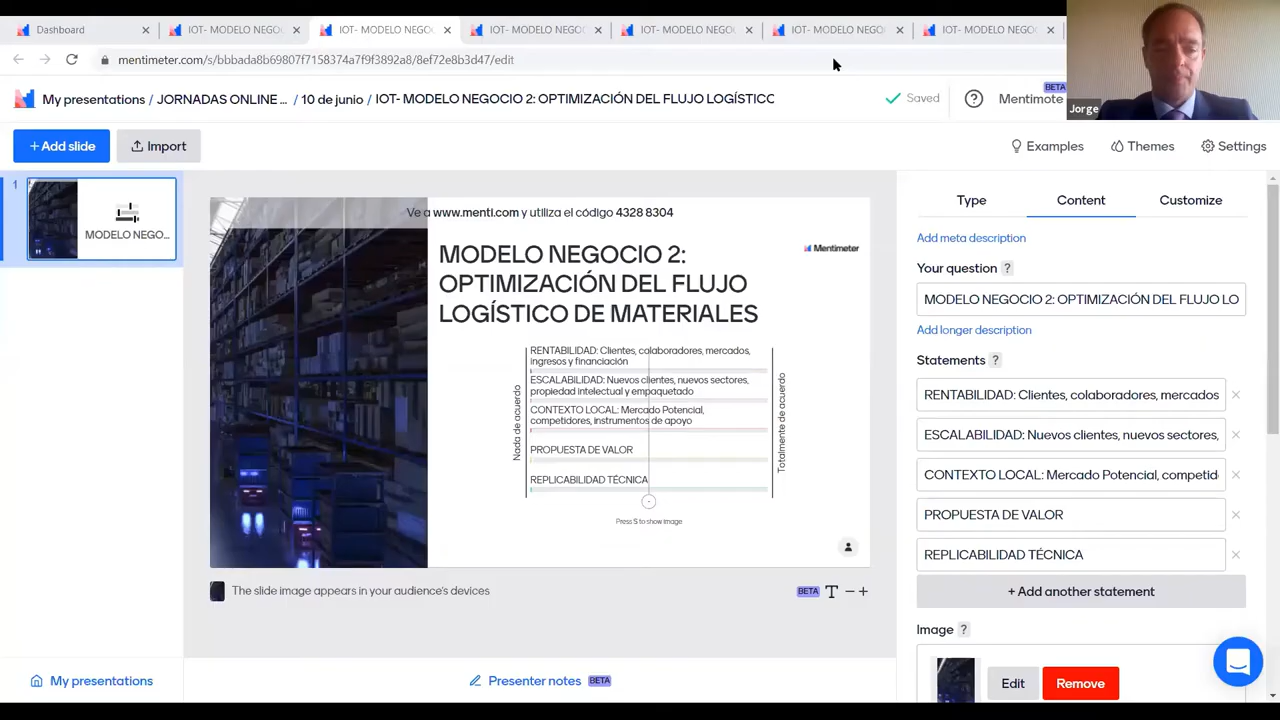 Dashboard
IOT- MODELO NEGO
IOT- MODELO NEGO
IOT- MODELO NEGO
IOT- MODELO NEGO
IOT- MODELO NEGO
IOT- MODELO NEGO
mentimeter.com/s/bbbada8b69807f7158374a7f9f3892a8/8ef72e8b3d47/edit
My presentations / JORNADAS ONLINE ... / 10 de junio / IOT- MODELO NEGOCIO 2: OPTIMIZACIÓN DEL FLUJO LOGÍSTICO
Saved
?
BETA
Mentimote
Jorge
+ Add slide
Import
Examples
Themes
Settings
1
MODELO NEGO...
Ve a www.menti.com y utiliza el código 4328 8304
MODELO NEGOCIO 2:
OPTIMIZACIÓN DEL FLUJO
LOGÍSTICO DE MATERIALES
Mentimeter
Nada de acuerdo
RENTABILIDAD: Clientes, colaboradores, mercados,
ingresos y financiación
ESCALABILIDAD: Nuevos clientes, nuevos sectores,
propiedad intelectual y empaquetado
CONTEXTO LOCAL: Mercado Potencial,
competidores, instrumentos de apoyo
PROPUESTA DE VALOR
REPLICABILIDAD TÉCNICA
Totalmente de acuerdo
Press S to show image
The slide image appears in your audience's devices
BETA T − +
Type
Content
Customize
Add meta description
Your question ?
MODELO NEGOCIO 2: OPTIMIZACIÓN DEL FLUJO LO
Add longer description
Statements ?
RENTABILIDAD: Clientes, colaboradores, mercados
ESCALABILIDAD: Nuevos clientes, nuevos sectores,
CONTEXTO LOCAL: Mercado Potencial, competid
PROPUESTA DE VALOR
REPLICABILIDAD TÉCNICA
+ Add another statement
Image ?
Edit
Remove
My presentations
Presenter notes BETA